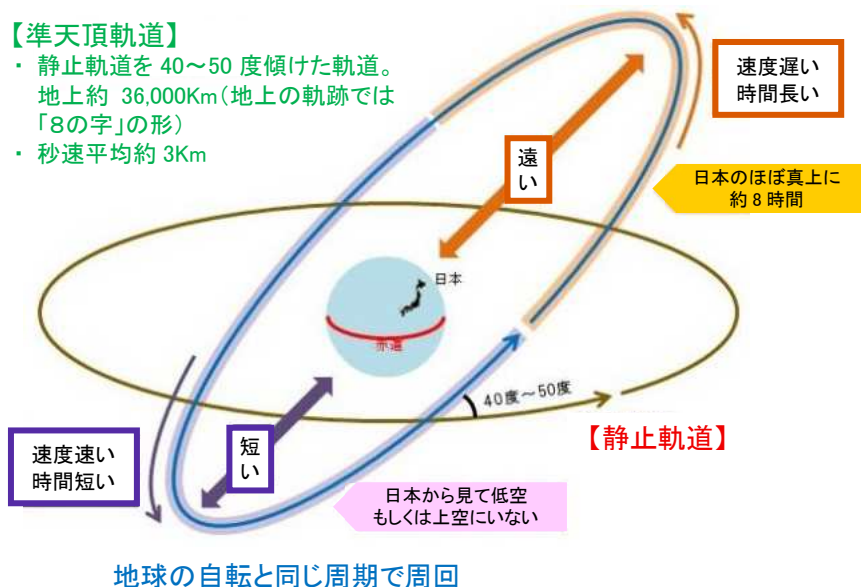 【準天頂軌道】
・ 静止軌道を 40～50 度傾けた軌道。
地上約 36,000Km（地上の軌跡では
「８の字」の形）
・ 秒速平均約 3Km
速度遅い
時間長い
遠
い
日本のほぼ真上に
約 8 時間
日本
赤道
40度～50度
【静止軌道】
速度速い
時間短い
短
い
日本から見て低空
もしくは上空にいない
地球の自転と同じ周期で周回